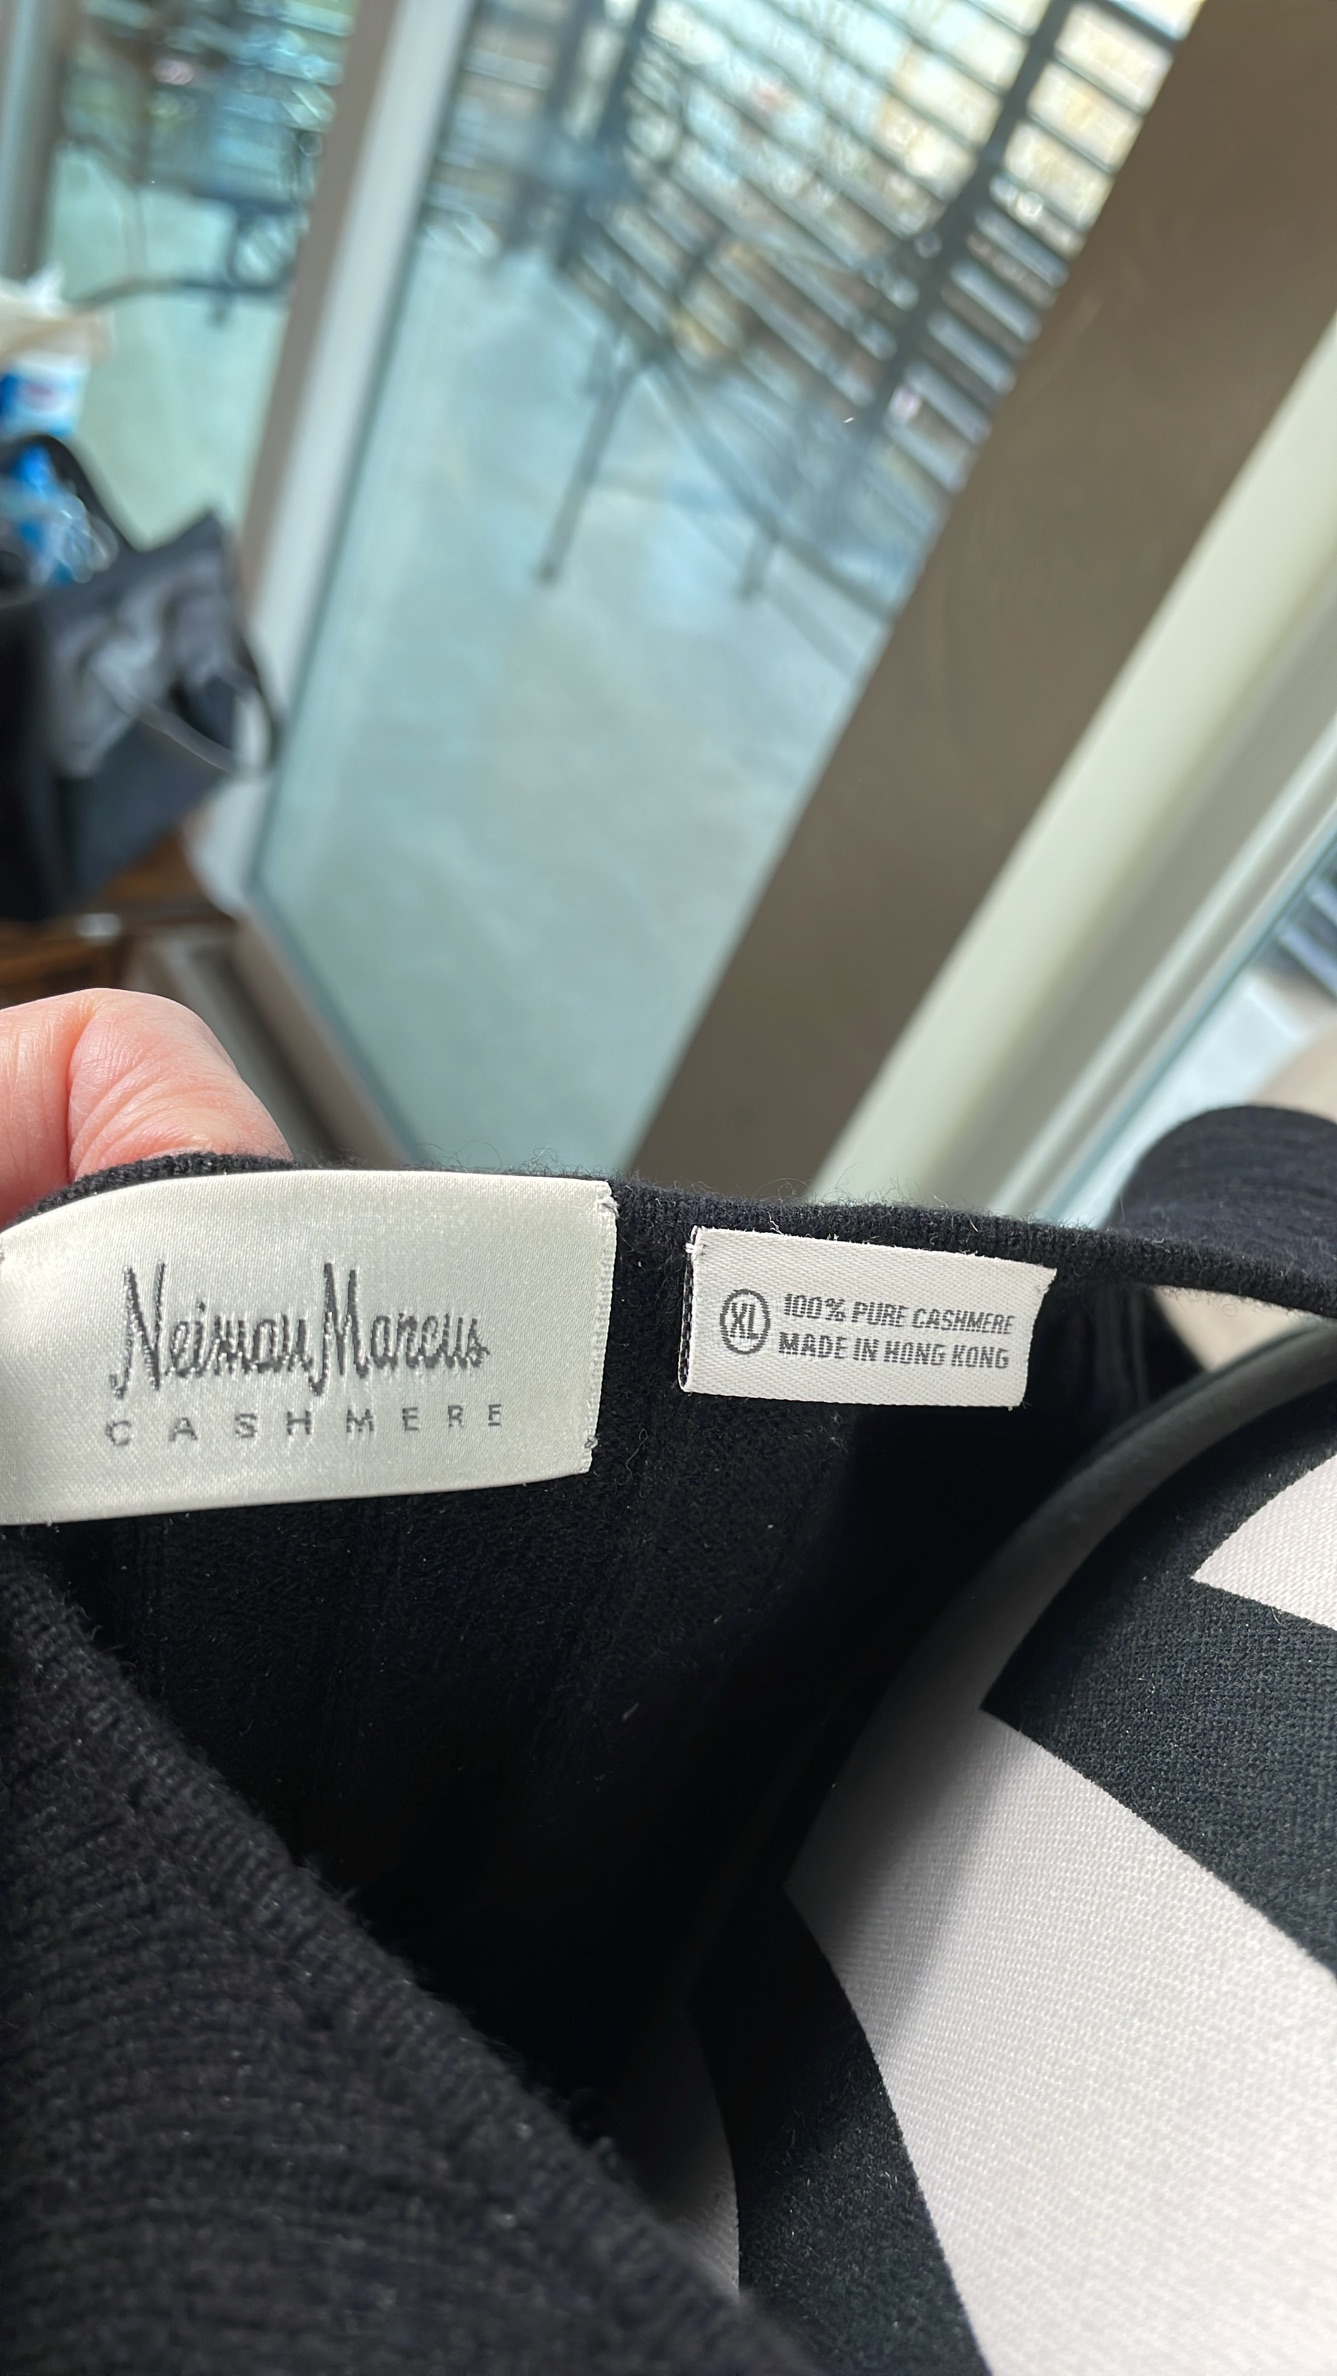 Neiman Marcus
CASHMERE
XL
100% PURE CASHMERE
MADE IN HONG KONG